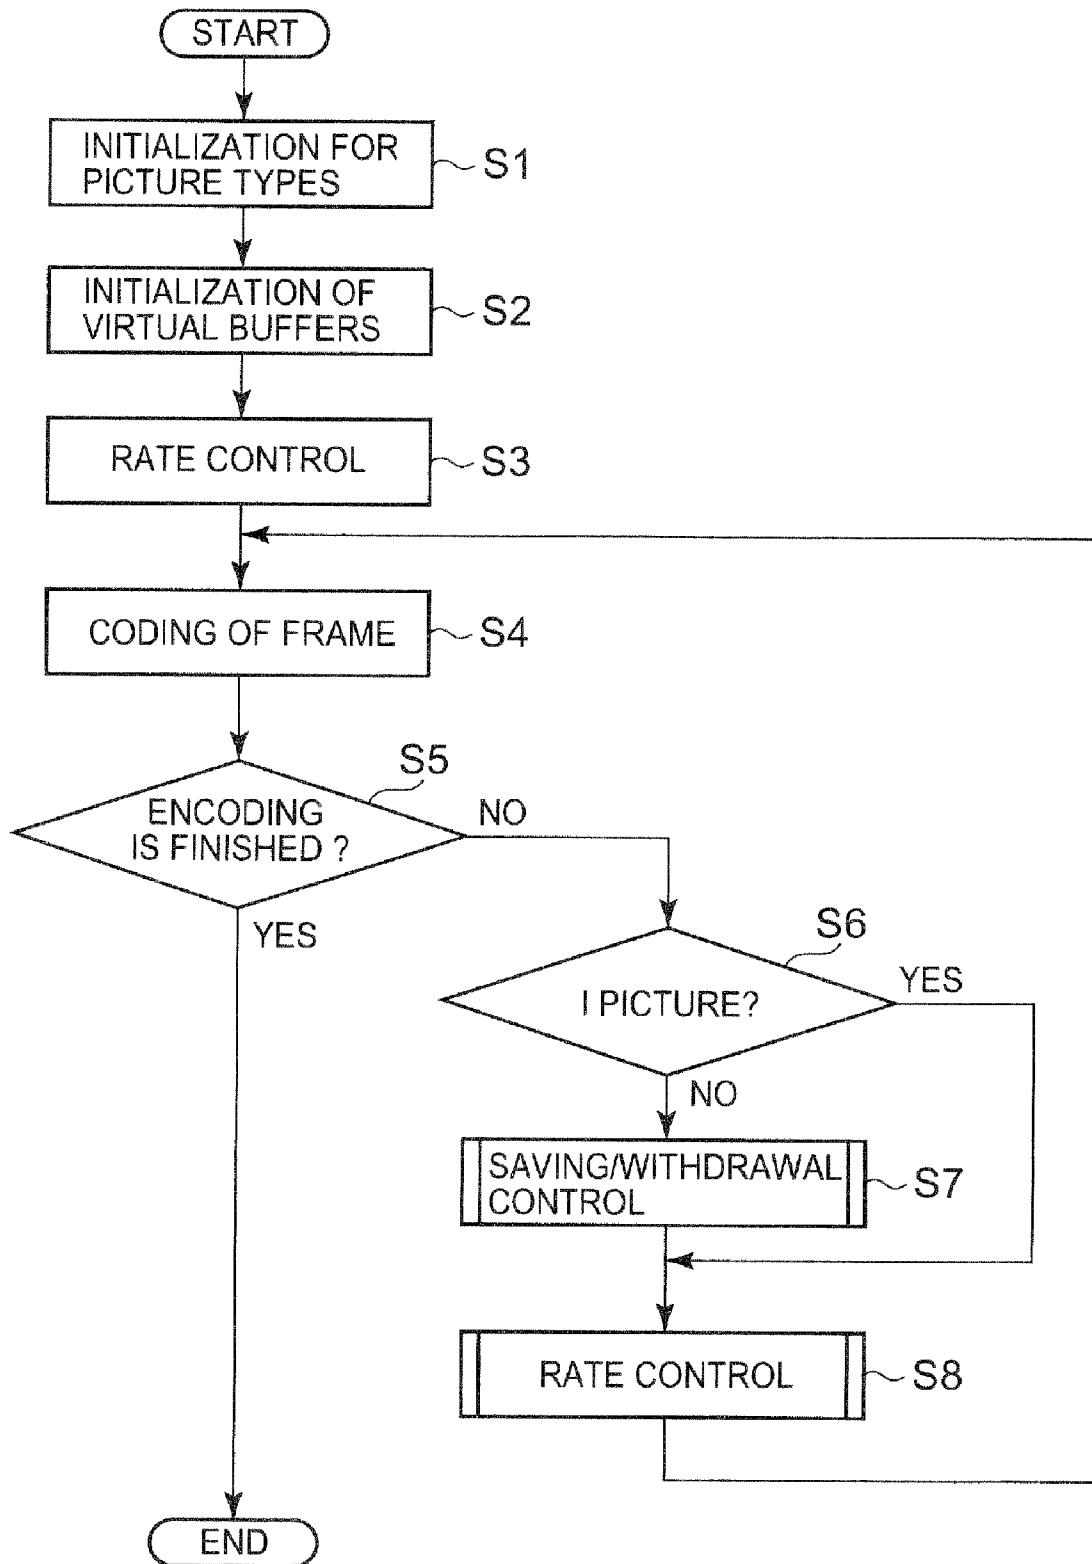 START
INITIALIZATION FOR
PICTURE TYPES
S1
INITIALIZATION OF
VIRTUAL BUFFERS
S2
RATE CONTROL
S3
CODING OF FRAME
S4
S5
ENCODING
IS FINISHED ?
NO
YES
S6
I PICTURE?
YES
NO
SAVING/WITHDRAWAL
CONTROL
S7
RATE CONTROL
S8
END